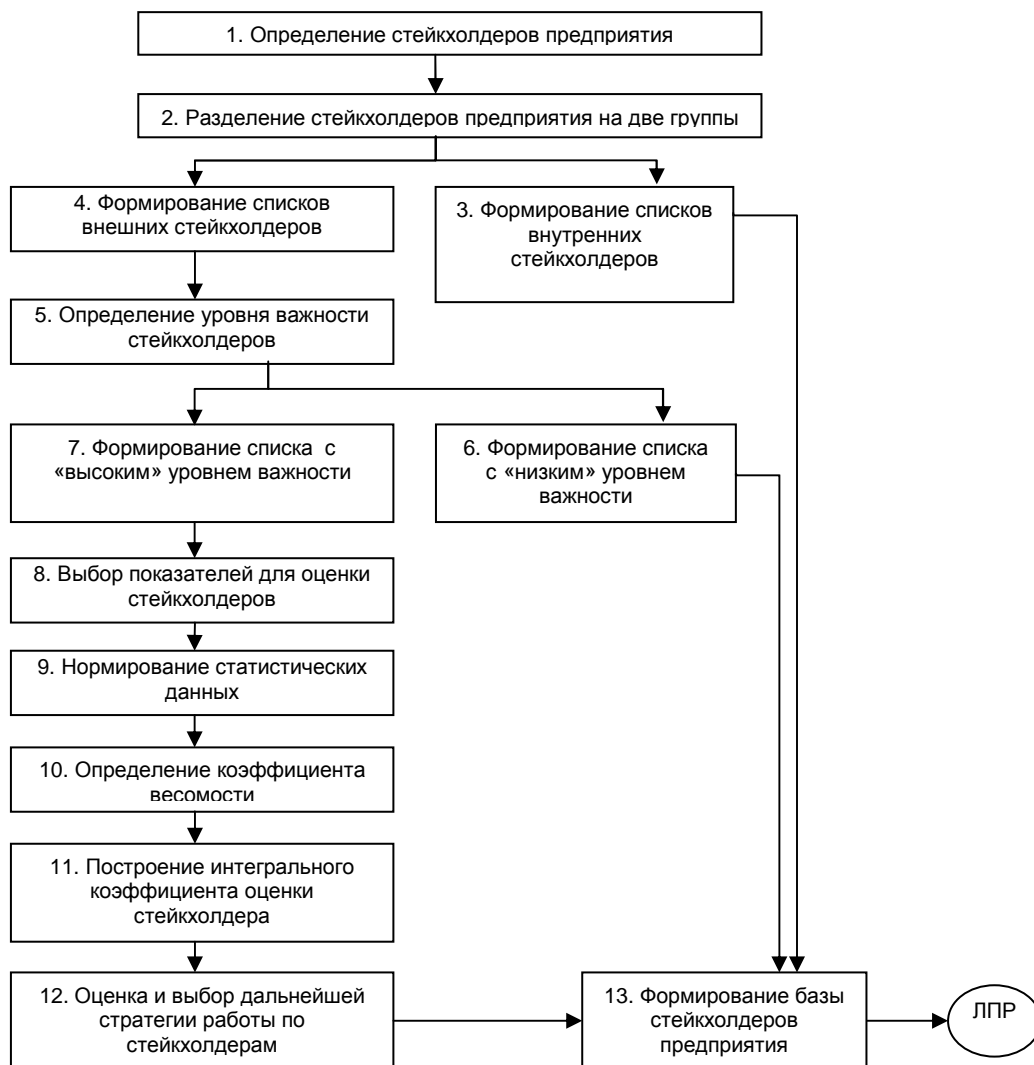 1. Определение стейкхолдеров предприятия
2. Разделение стейкхолдеров предприятия на две группы
4. Формирование списков
внешних стейкхолдеров
3. Формирование списков
внутренних
стейкхолдеров
5. Определение уровня важности
стейкхолдеров
7. Формирование списка с
«высоким» уровнем важности
6. Формирование списка
с «низким» уровнем
важности
8. Выбор показателей для оценки
стейкхолдеров
9. Нормирование статистических
данных
10. Определение коэффициента
весомости
11. Построение интегрального
коэффициента оценки
стейкхолдера
12. Оценка и выбор дальнейшей
стратегии работы по
стейкхолдерам
13. Формирование базы
стейкхолдеров
предприятия
ЛПР